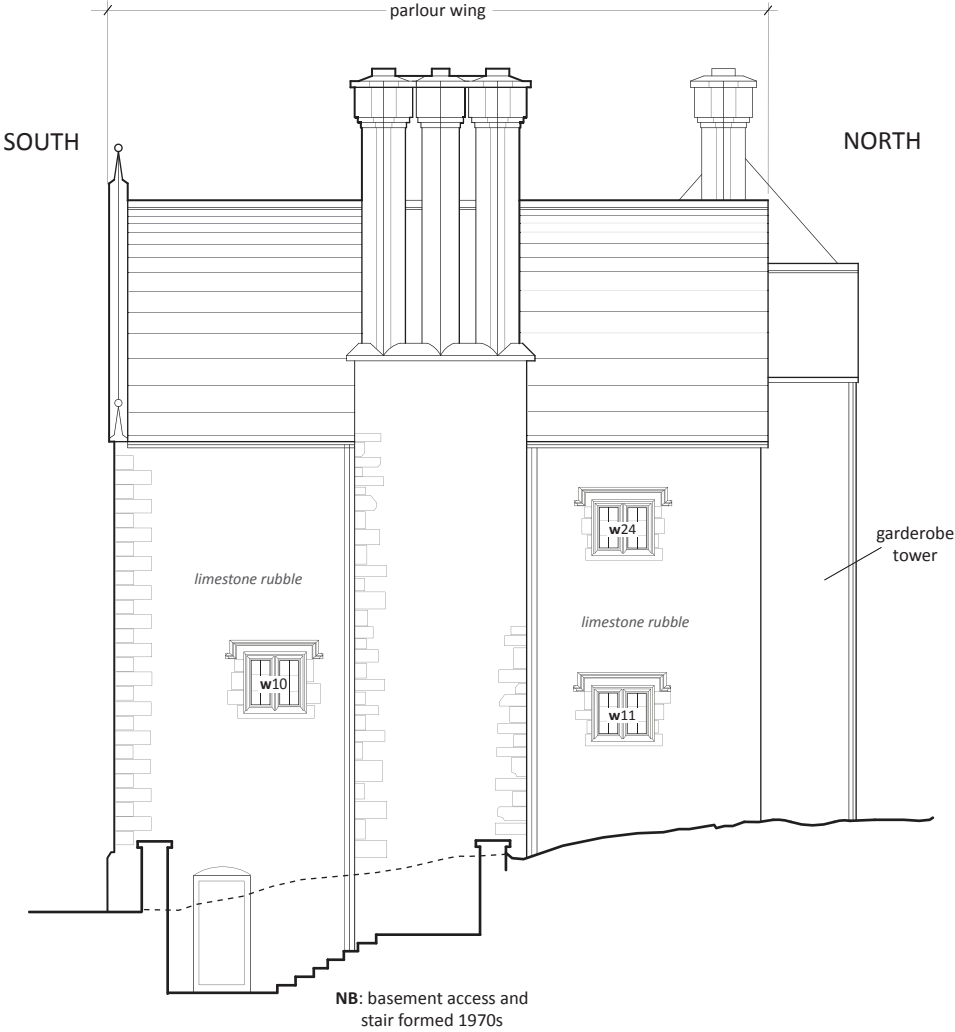 parlour wing
SOUTH
NORTH
w24
garderobe
tower
limestone rubble
limestone rubble
w10
w11
NB: basement access and
stair formed 1970s